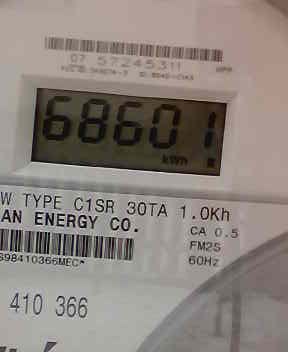 07 57245311
68601
kWh
W TYPE C1SR 30TA 1.0Kh
AN ENERGY CO.
CA 0.5
FM2S
60Hz
S98410366MEC*
410 366